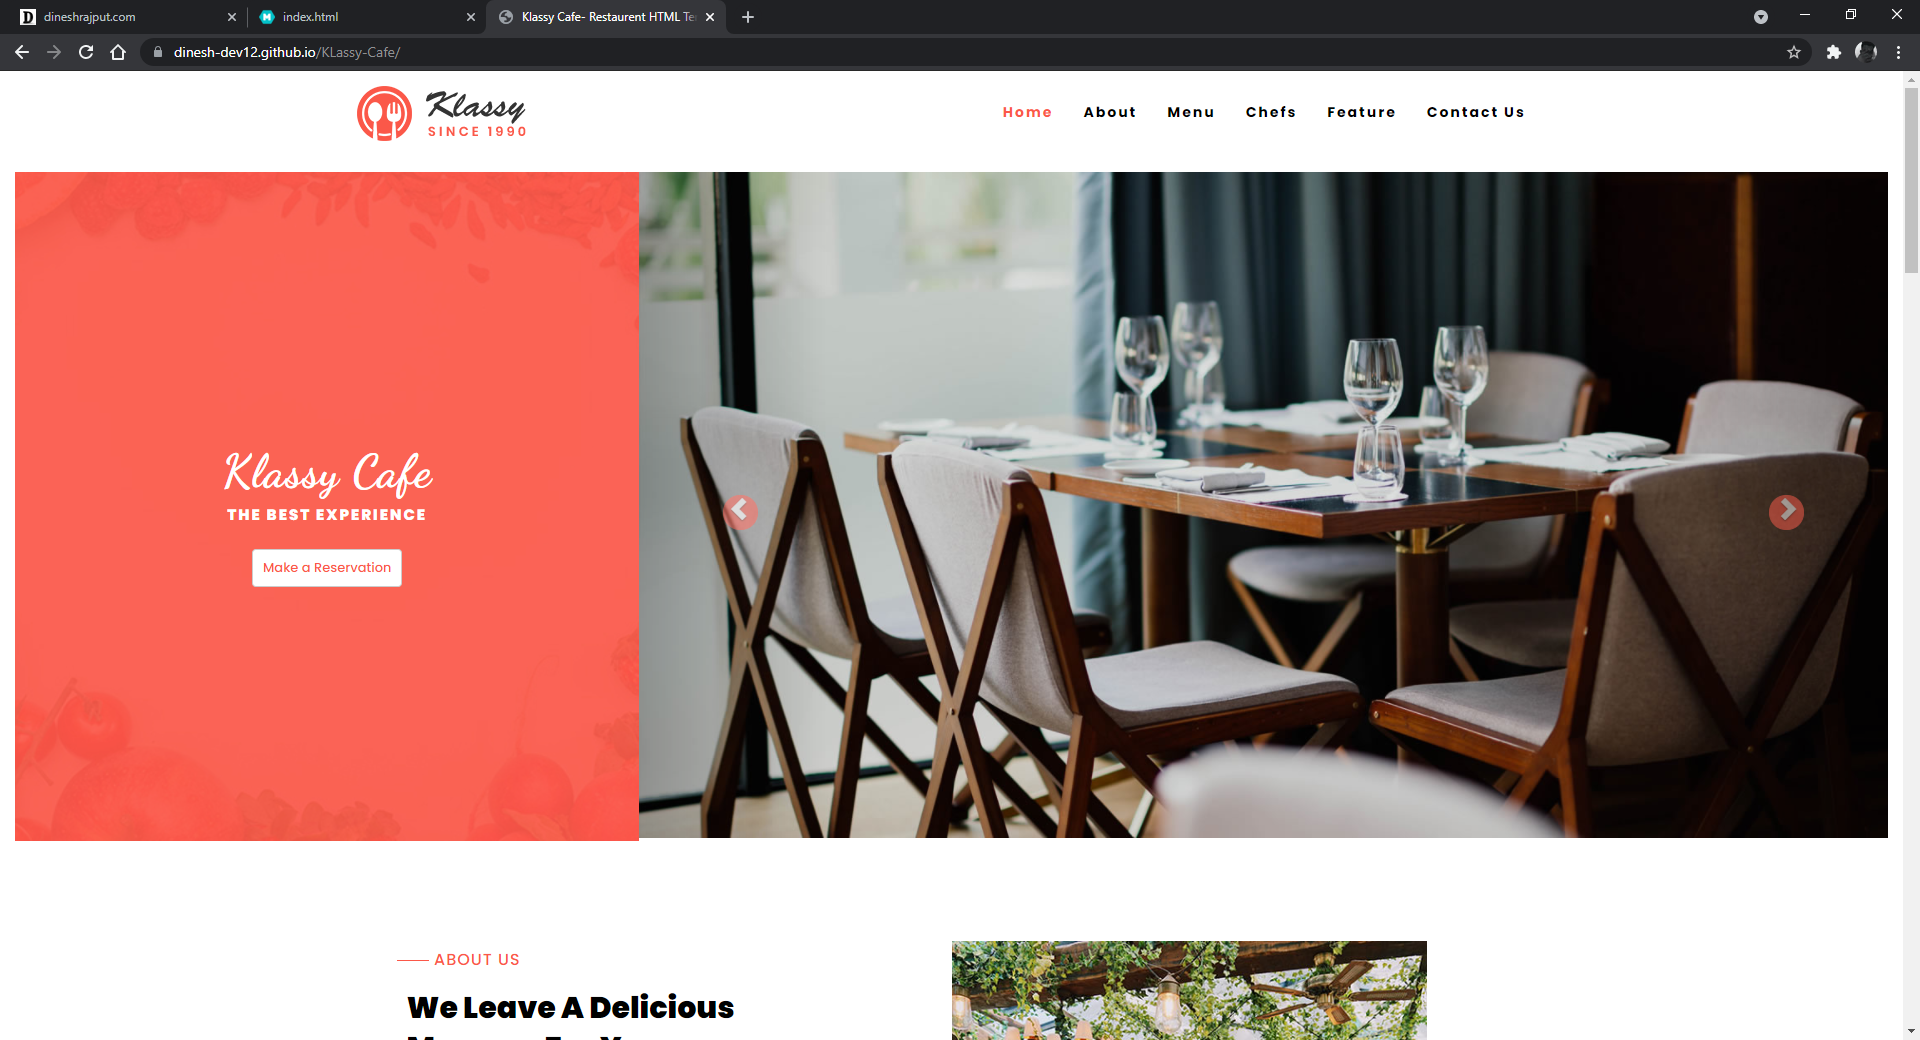 dineshrajput.com
index.html
Klassy Cafe- Restaurent HTML Te
dinesh-dev12.github.io/KLassy-Cafe/
Klassy
SINCE 1990
Home About Menu Chefs Feature Contact Us
Klassy Cafe
THE BEST EXPERIENCE
Make a Reservation
ABOUT US
We Leave A Delicious